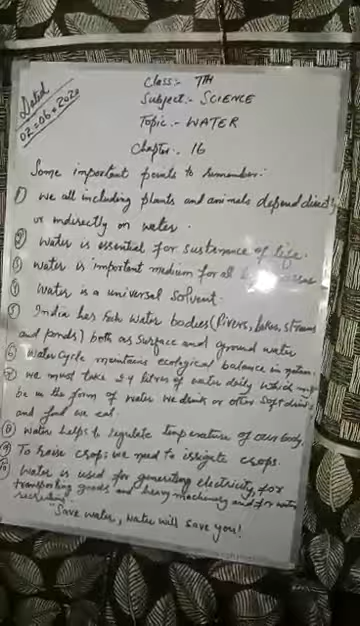 Dated
02-06-2020
Class:- 7TH
Subject:- SCIENCE
Topic:- WATER
Chapter:- 16
Some important points to remember:-
① We all including plants and animals depend directly
or indirectly on water.
② Water is essential for sustenance of life.
③ Water is important medium for all
④ Water is a universal solvent.
⑤ India has rich water bodies (Rivers, lakes, streams
and ponds) both as surface and ground water
⑥ Water cycle maintains ecological balance in nature.
⑦ We must take litres of water daily which might
be in the form of water we drink or other soft drinks
and food we eat.
⑧ Water helps to regulate temperature of our body.
⑨ To raise crops we need to irrigate crops.
⑩ Water is used for generating electricity, for
transporting goods and heavy machinery and for
recreation
"Save water, water will save you!